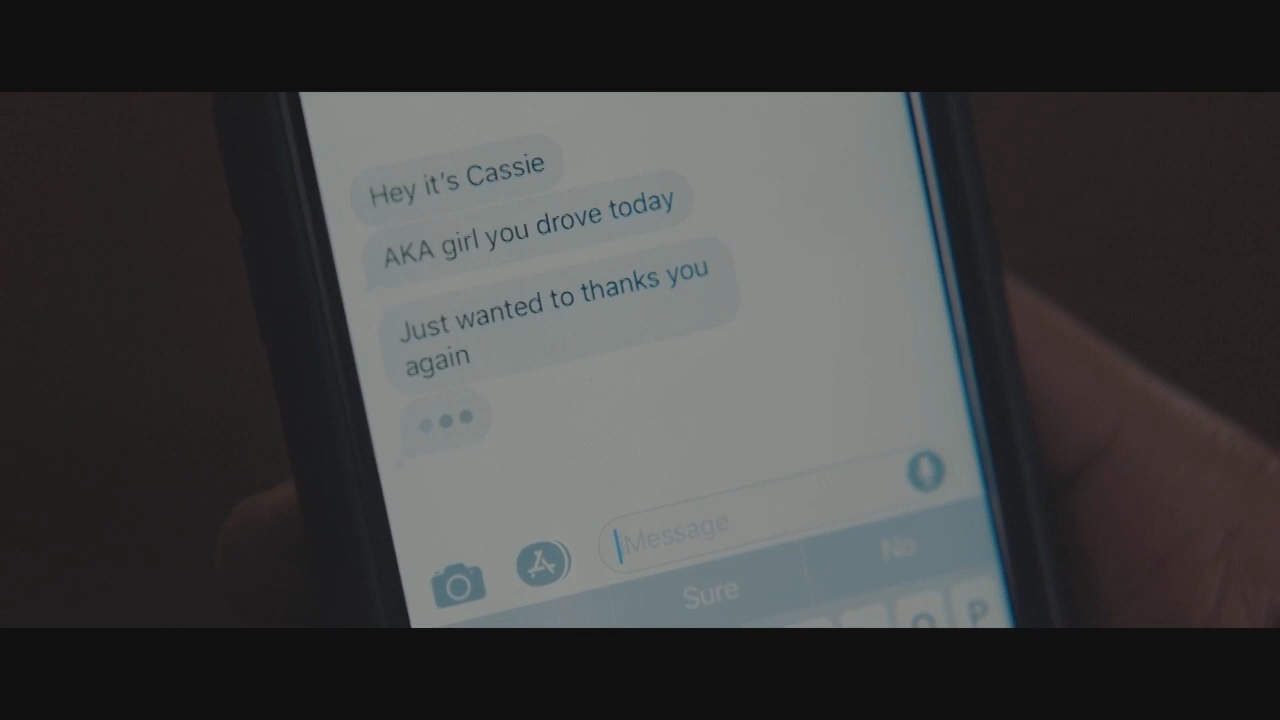 Hey it's Cassie
AKA girl you drove today
Just wanted to thanks you
again
Message
Sure
No
O P